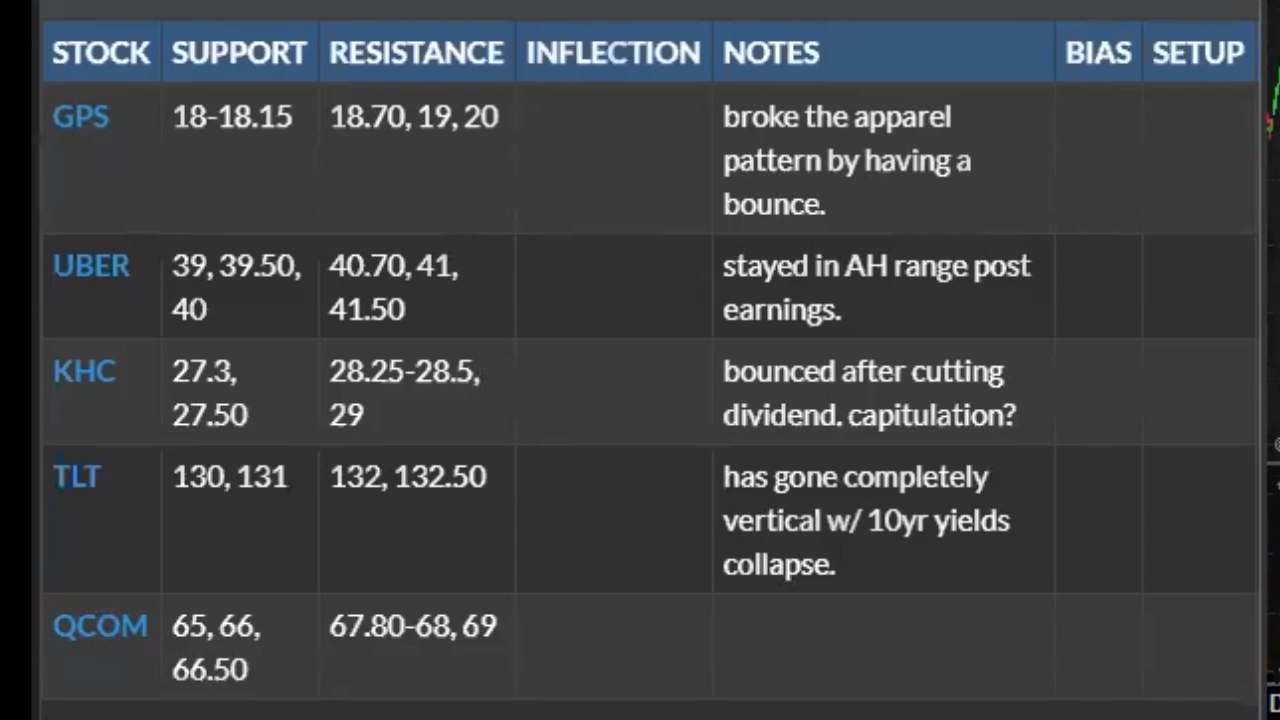 STOCK SUPPORT RESISTANCE INFLECTION NOTES BIAS SETUP
GPS 18-18.15 18.70, 19, 20 broke the apparel
pattern by having a
bounce.
UBER 39, 39.50, 40.70, 41, stayed in AH range post
40 41.50 earnings.
KHC 27.3, 28.25-28.5, bounced after cutting
27.50 29 dividend. capitulation?
TLT 130, 131 132, 132.50 has gone completely
vertical w/ 10yr yields
collapse.
QCOM 65, 66, 67.80-68, 69
66.50